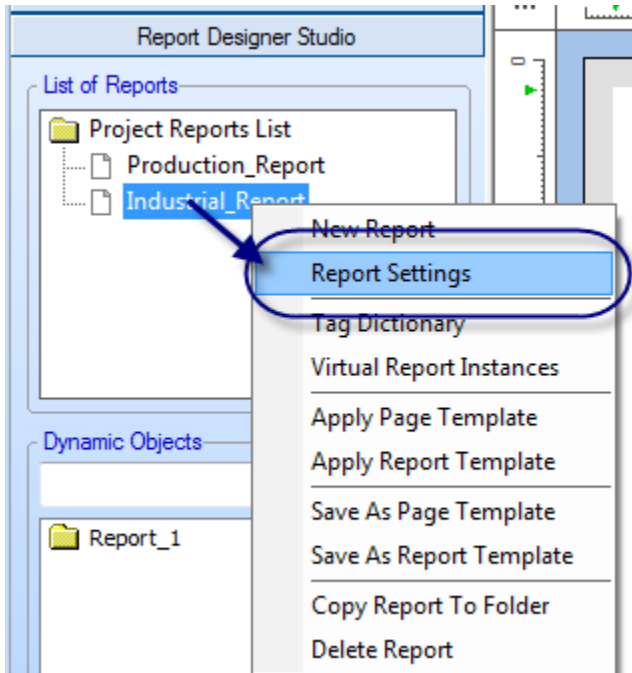 Report Designer Studio
List of Reports
Project Reports List
Production_Report
Industrial_Report
New Report
Report Settings
Tag Dictionary
Virtual Report Instances
Apply Page Template
Apply Report Template
Save As Page Template
Save As Report Template
Copy Report To Folder
Delete Report
Dynamic Objects
Report_1